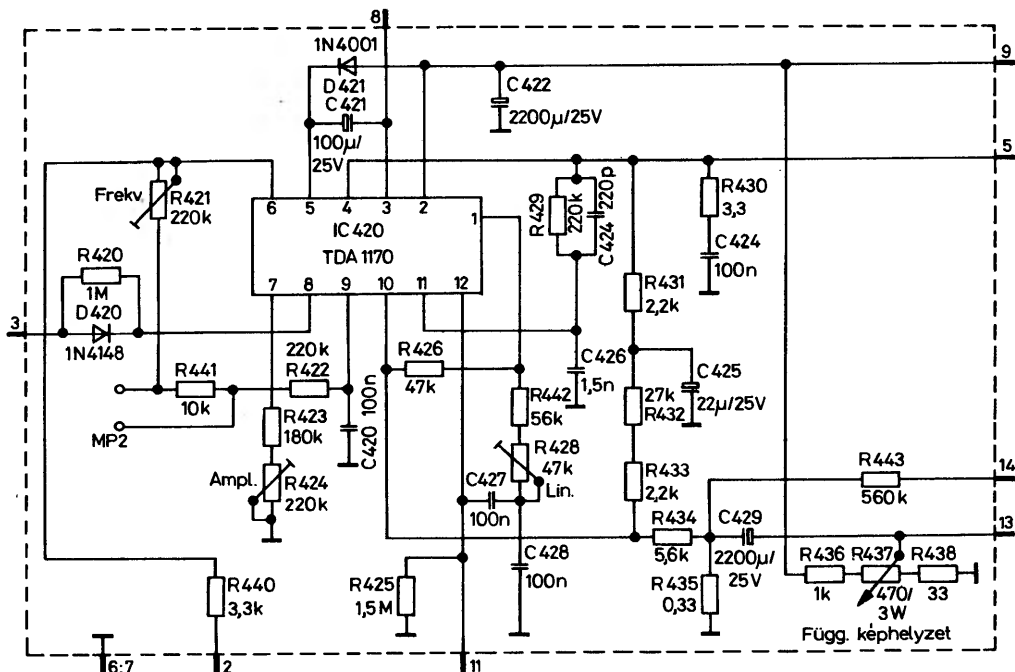 8
1N4001
9
D421
C421
100µ/
25V
C422
2200µ/25V
5
Frekv.
R421
220k
6
5
4
3
2
1
IC420
TDA 1170
7
8
9
10
11
12
R429
220k
C424
220p
R430
3,3
C424
100n
R420
1M
D420
1N4148
3
R431
2,2k
220k
R422
R441
10k
MP2
R426
47k
C426
1,5n
C425
22µ/25V
27k
R432
R423
180k
C420
100n
R442
56k
R428
47k
Lin.
Ampl.
R424
220k
C427
100n
R433
2,2k
R443
560k
14
R434
5,6k
C429
2200µ/
25V
13
C428
100n
R440
3,3k
R425
1,5M
R435
0,33
R436
1k
R437
470/
3W
R438
33
Függ. képhelyzet
6;7
2
11